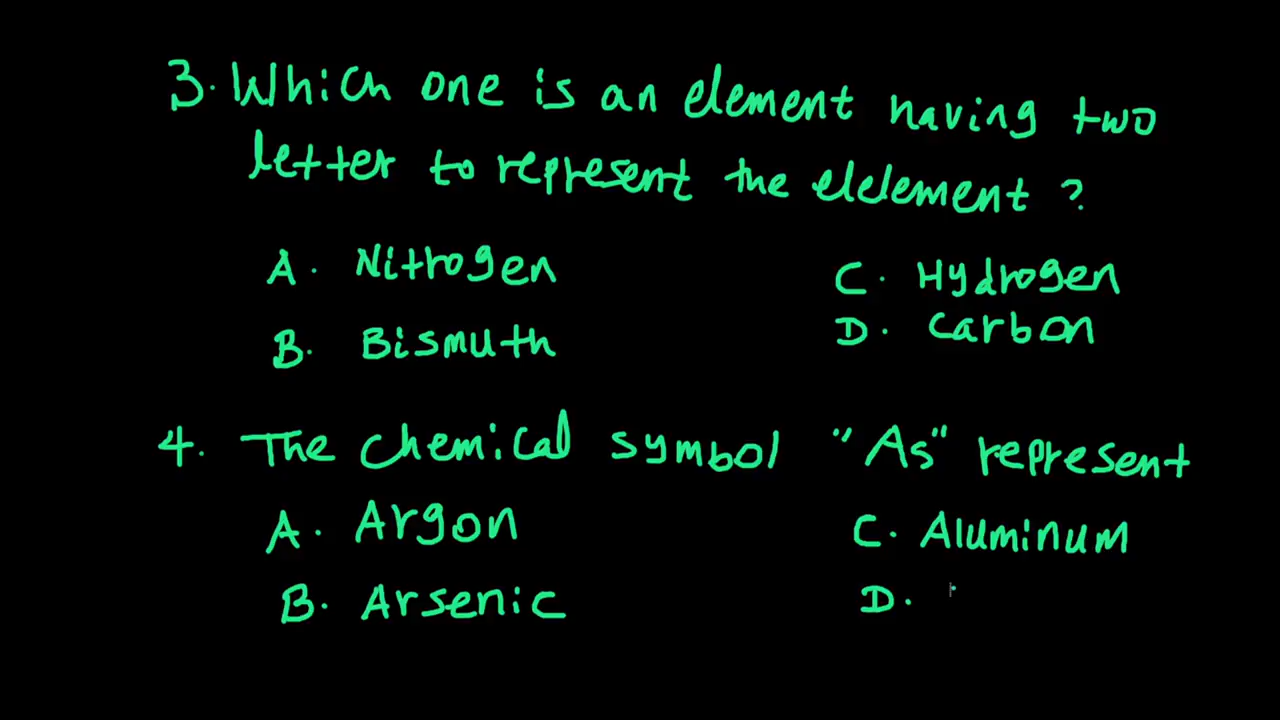 3. Which one is an element having two
letter to represent the elelement ?
A. Nitrogen
B. Bismuth
C. Hydrogen
D. Carbon
4. The chemical symbol "As" represent
A. Argon
B. Arsenic
C. Aluminum
D.